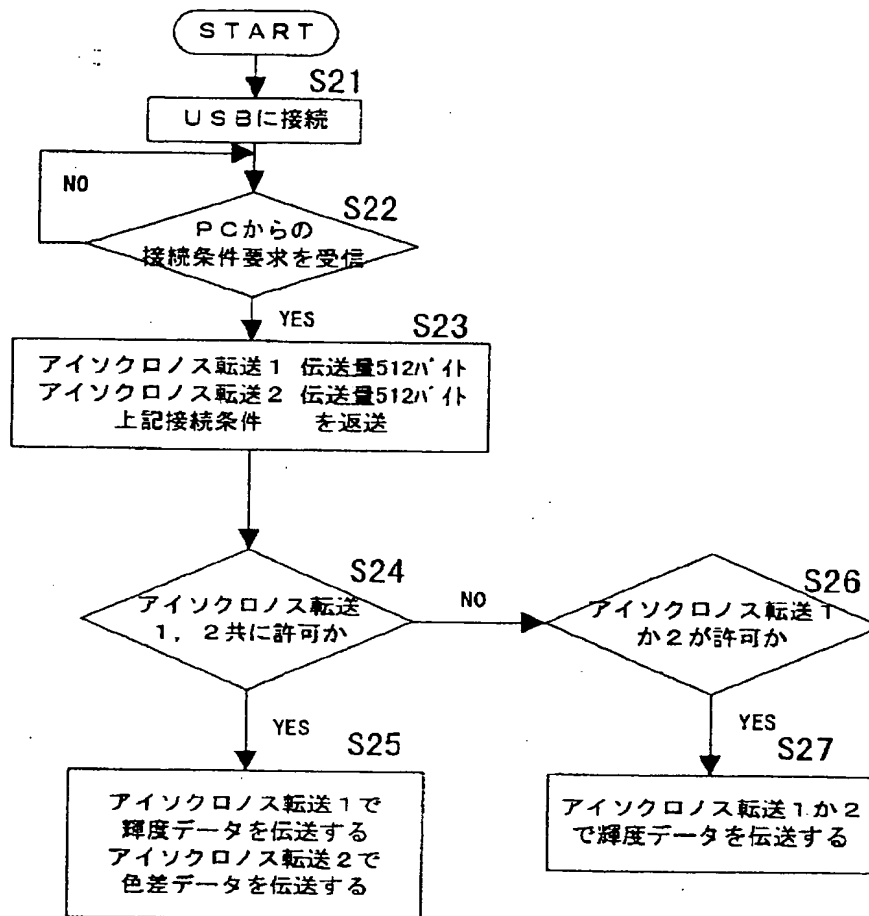 ＳＴＡＲＴ
S21
ＵＳＢに接続
NO
S22
ＰＣからの
接続条件要求を受信
YES
S23
アイソクロノス転送１ 伝送量512ﾊﾞｲﾄ
アイソクロノス転送２ 伝送量512ﾊﾞｲﾄ
上記接続条件　　を返送
S24
アイソクロノス転送
１，２共に許可か
NO
S26
アイソクロノス転送１
か２が許可か
YES
S25
アイソクロノス転送１で
輝度データを伝送する
アイソクロノス転送２で
色差データを伝送する
YES
S27
アイソクロノス転送１か２
で輝度データを伝送する